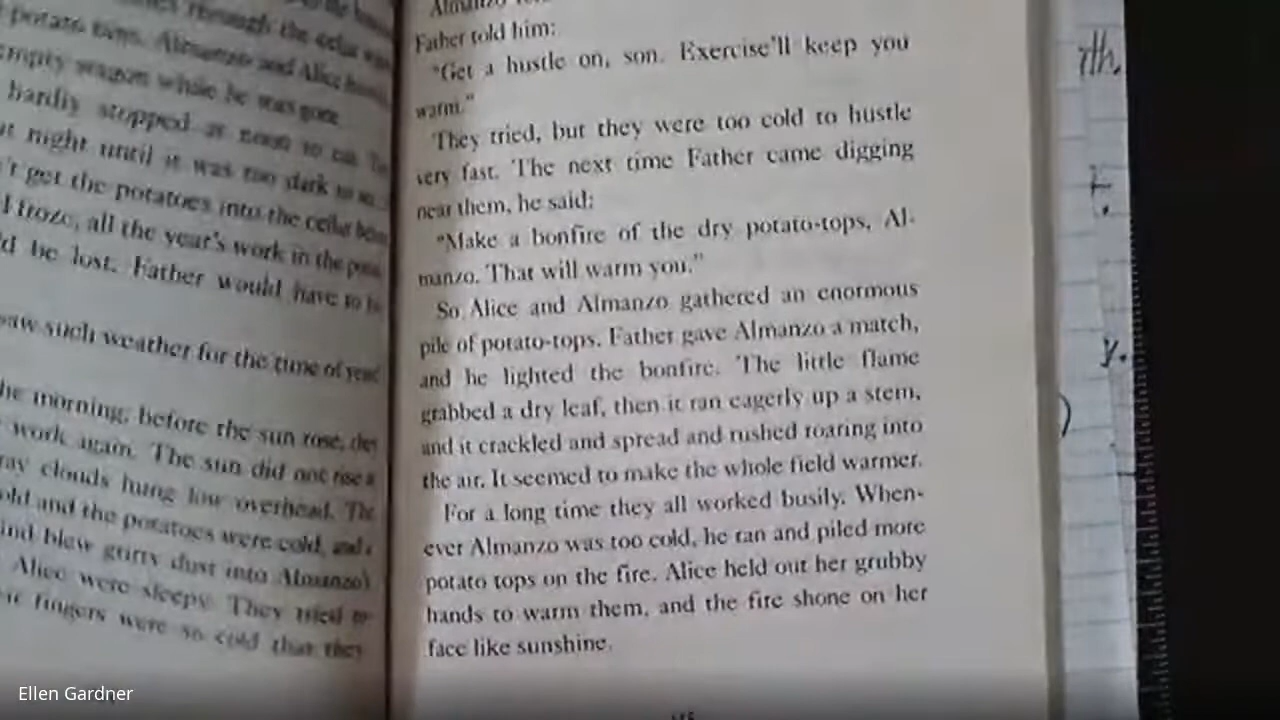 through the cellar
potato tops. Almanzo and Alice
empty wagon while he was gone.
hardly stopped at noon to eat.
at night until it was too dark to
't get the potatoes into the cellar
froze, all the year's work in the
'd be lost. Father would have to
saw such weather for the time of year
the morning, before the sun rose, they
work again. The sun did not rise
clouds hung low overhead. The
and the potatoes were cold, and
blew gritty dust into Almanzo's
Alice were sleepy. They tried to
fingers were so cold that they
Almanzo
Father told him:
"Get a hustle on, son. Exercise'll keep you
warm."
They tried, but they were too cold to hustle
very fast. The next time Father came digging
near them, he said:
"Make a bonfire of the dry potato-tops, Al-
manzo. That will warm you."
So Alice and Almanzo gathered an enormous
pile of potato-tops. Father gave Almanzo a match,
and he lighted the bonfire. The little flame
grabbed a dry leaf, then it ran eagerly up a stem,
and it crackled and spread and rushed roaring into
the air. It seemed to make the whole field warmer.
For a long time they all worked busily. When-
ever Almanzo was too cold, he ran and piled more
potato tops on the fire. Alice held out her grubby
hands to warm them, and the fire shone on her
face like sunshine.
th.
y.
Ellen Gardner